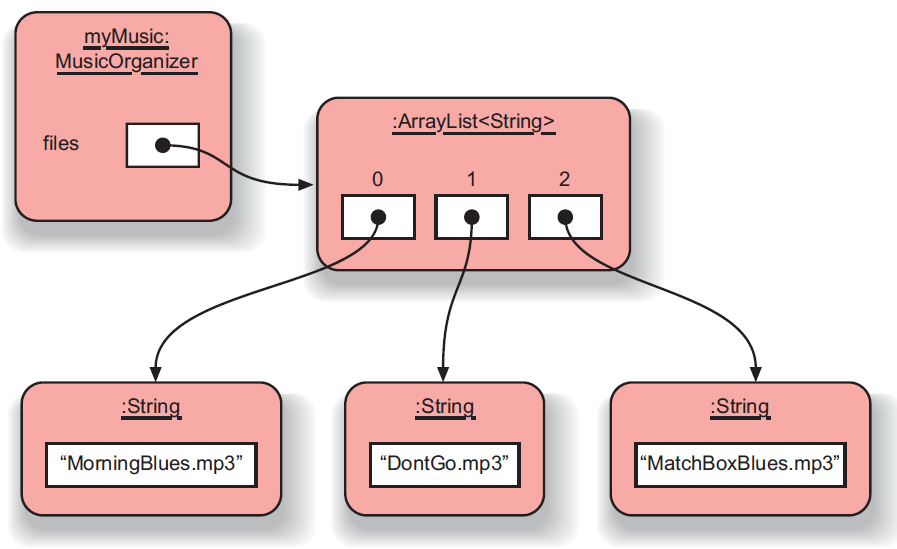 myMusic:
MusicOrganizer
files
:ArrayList<String>
0 1 2
:String
“MorningBlues.mp3”
:String
“DontGo.mp3”
:String
“MatchBoxBlues.mp3”